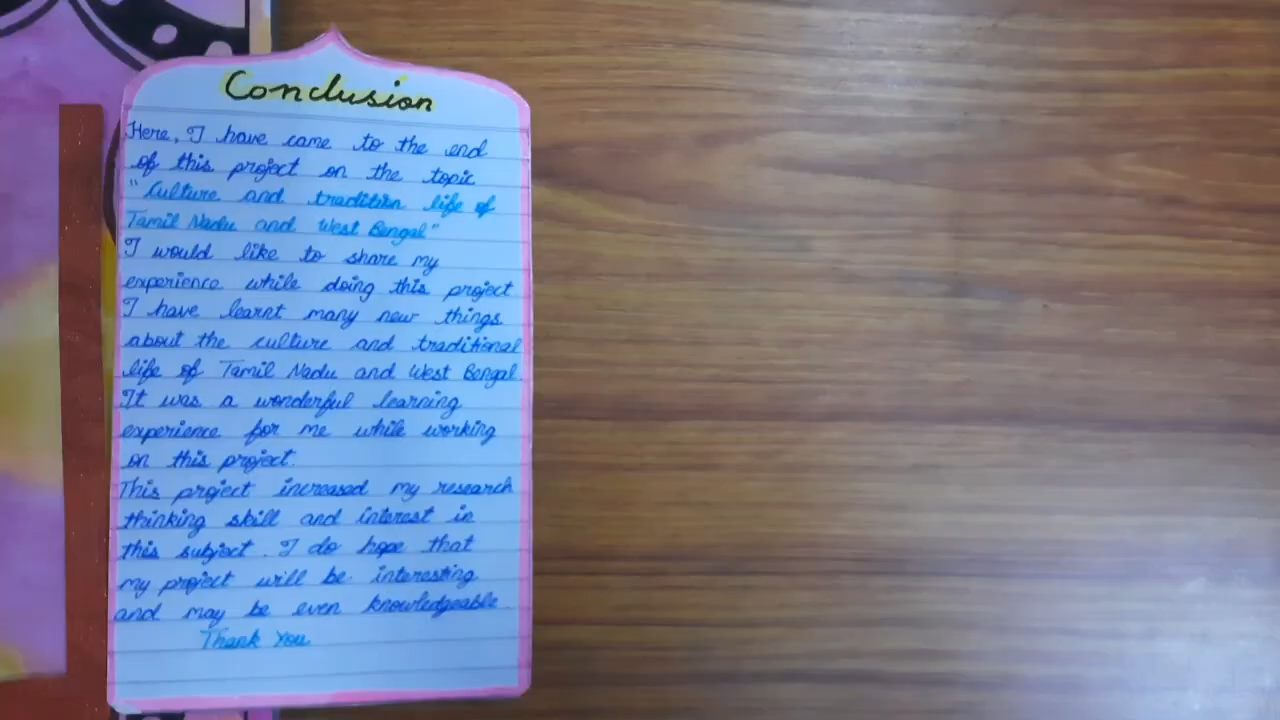 Conclusion
Here, I have came to the end
of this project on the topic
"Culture and tradition life of
Tamil Nadu and West Bengal"
I would like to share my
experience while doing this project
I have learnt many new things
about the culture and traditional
life of Tamil Nadu and West Bengal.
It was a wonderful learning
experience for me while working
on this project.
This project increased my research
thinking skill and interest in
this subject. I do hope that
my project will be interesting
and may be even knowledgeable.
Thank You